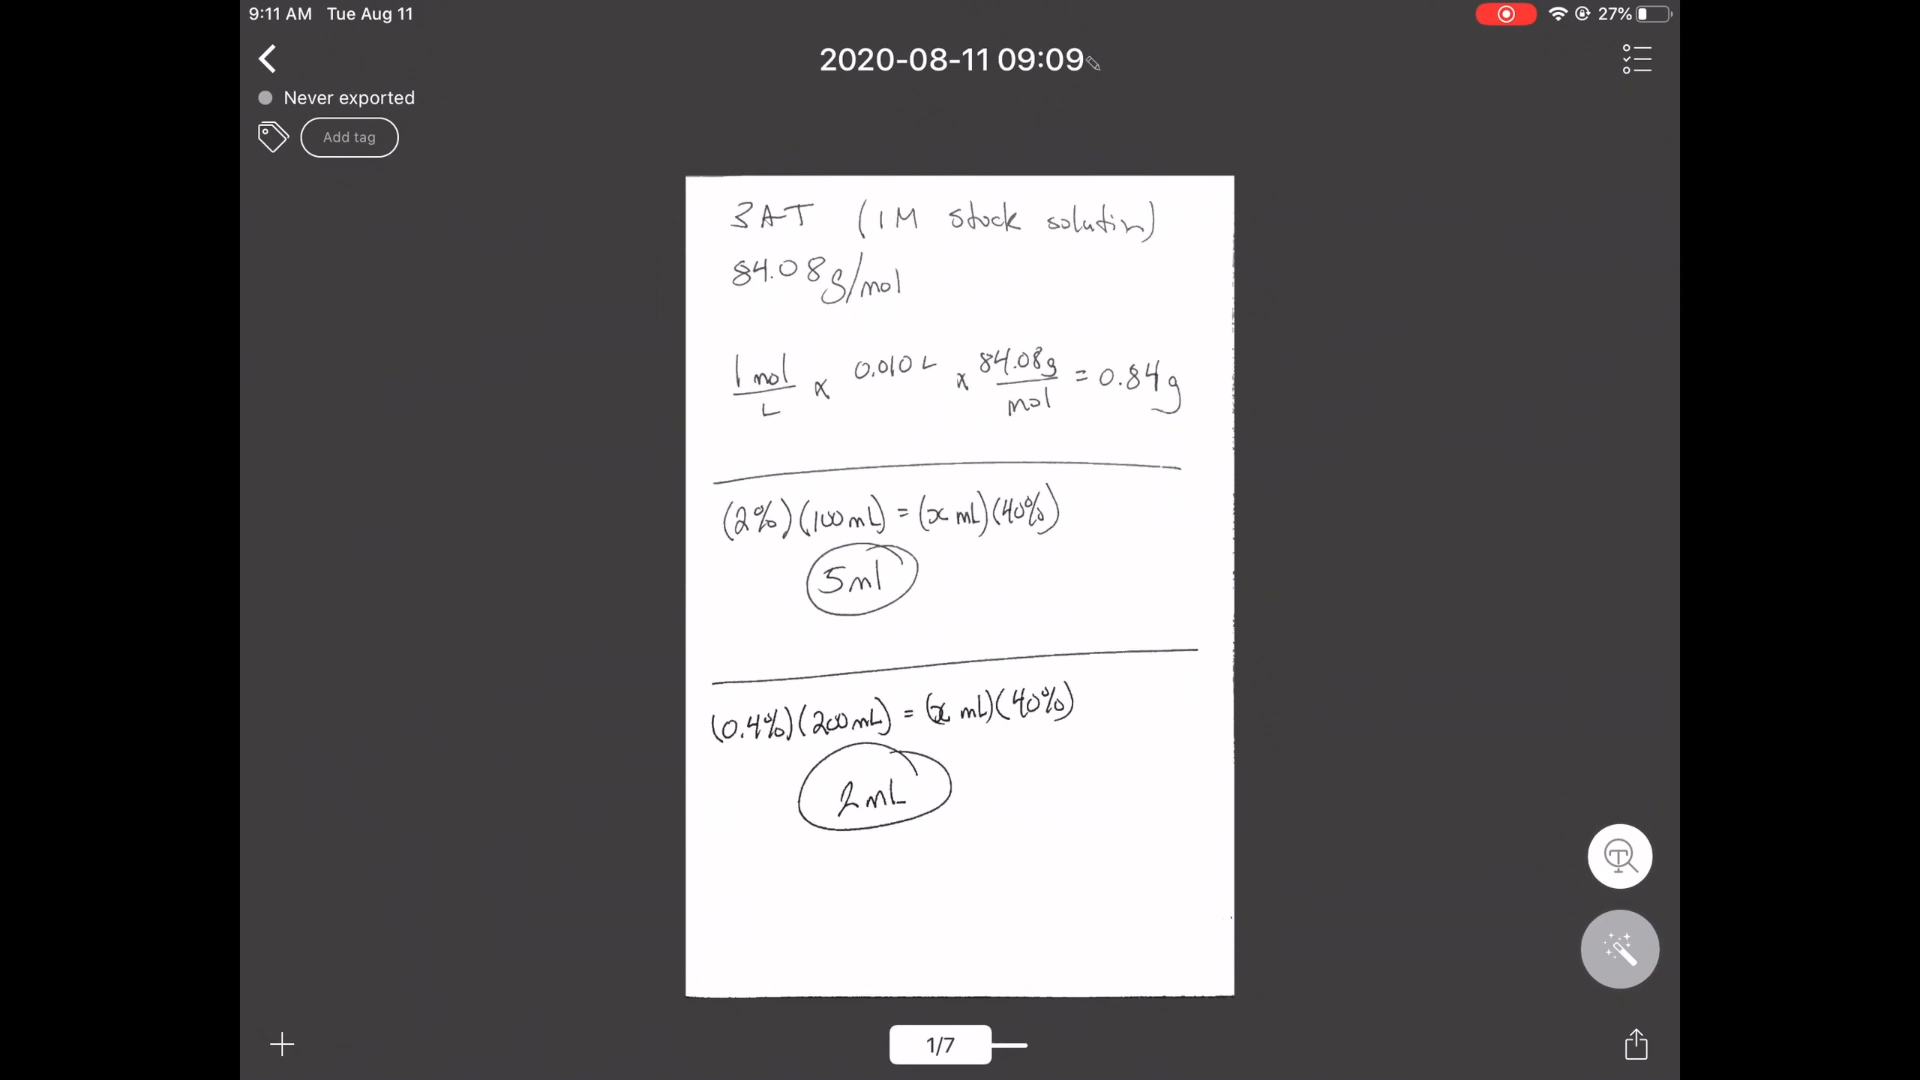 9:11 AM Tue Aug 11
27%
2020-08-11 09:09
Never exported
Add tag
3AT (1M stock solution)
84.08 g/mol
1 mol/L x 0.010 L x 84.08g/mol = 0.84g
(2%)(100mL) = (x mL)(40%)
5ml
(0.4%)(200mL) = (x mL)(40%)
2mL
1/7